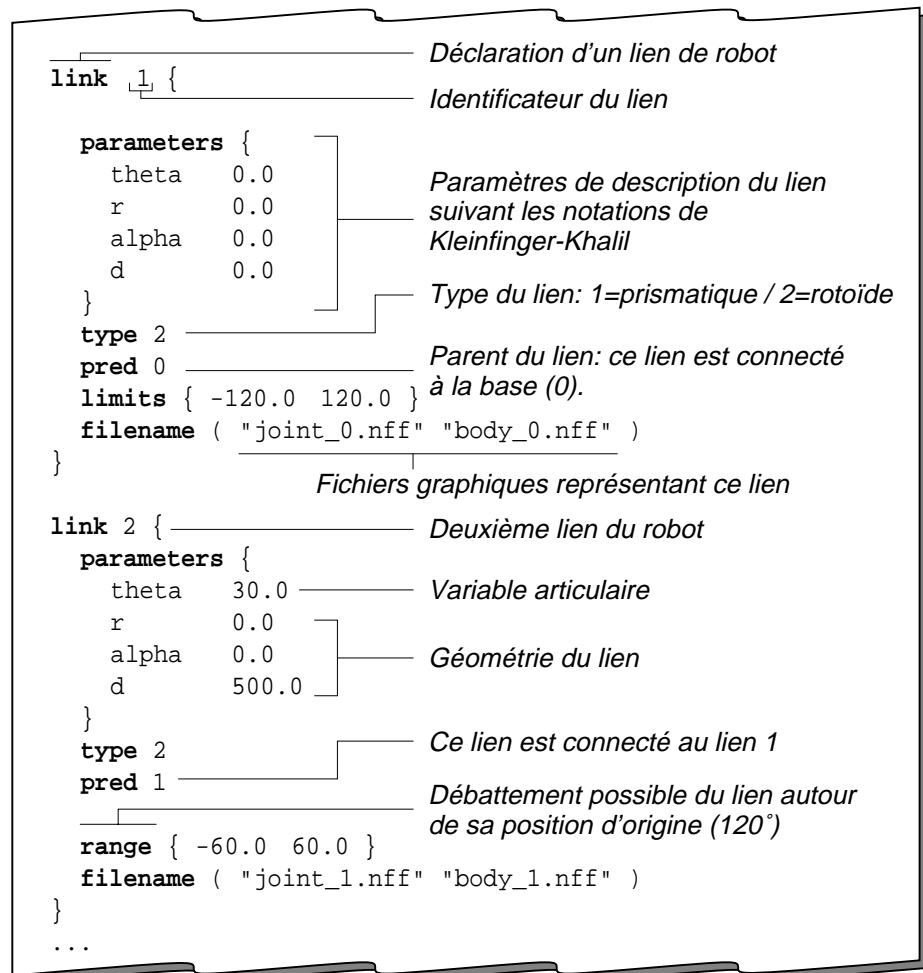 Déclaration d'un lien de robot
link 1 {
Identificateur du lien
parameters {
theta 0.0
r 0.0
alpha 0.0
d 0.0
}
Paramètres de description du lien
suivant les notations de
Kleinfinger-Khalil
Type du lien: 1=prismatique / 2=rotoïde
type 2
pred 0
Parent du lien: ce lien est connecté
à la base (0).
limits { -120.0 120.0 }
filename ( "joint_0.nff" "body_0.nff" )
}
Fichiers graphiques représentant ce lien
link 2 {
Deuxième lien du robot
parameters {
theta 30.0
Variable articulaire
r 0.0
alpha 0.0
d 500.0
Géométrie du lien
}
type 2
Ce lien est connecté au lien 1
pred 1
Débattement possible du lien autour
de sa position d'origine (120°)
range { -60.0 60.0 }
filename ( "joint_1.nff" "body_1.nff" )
}
...